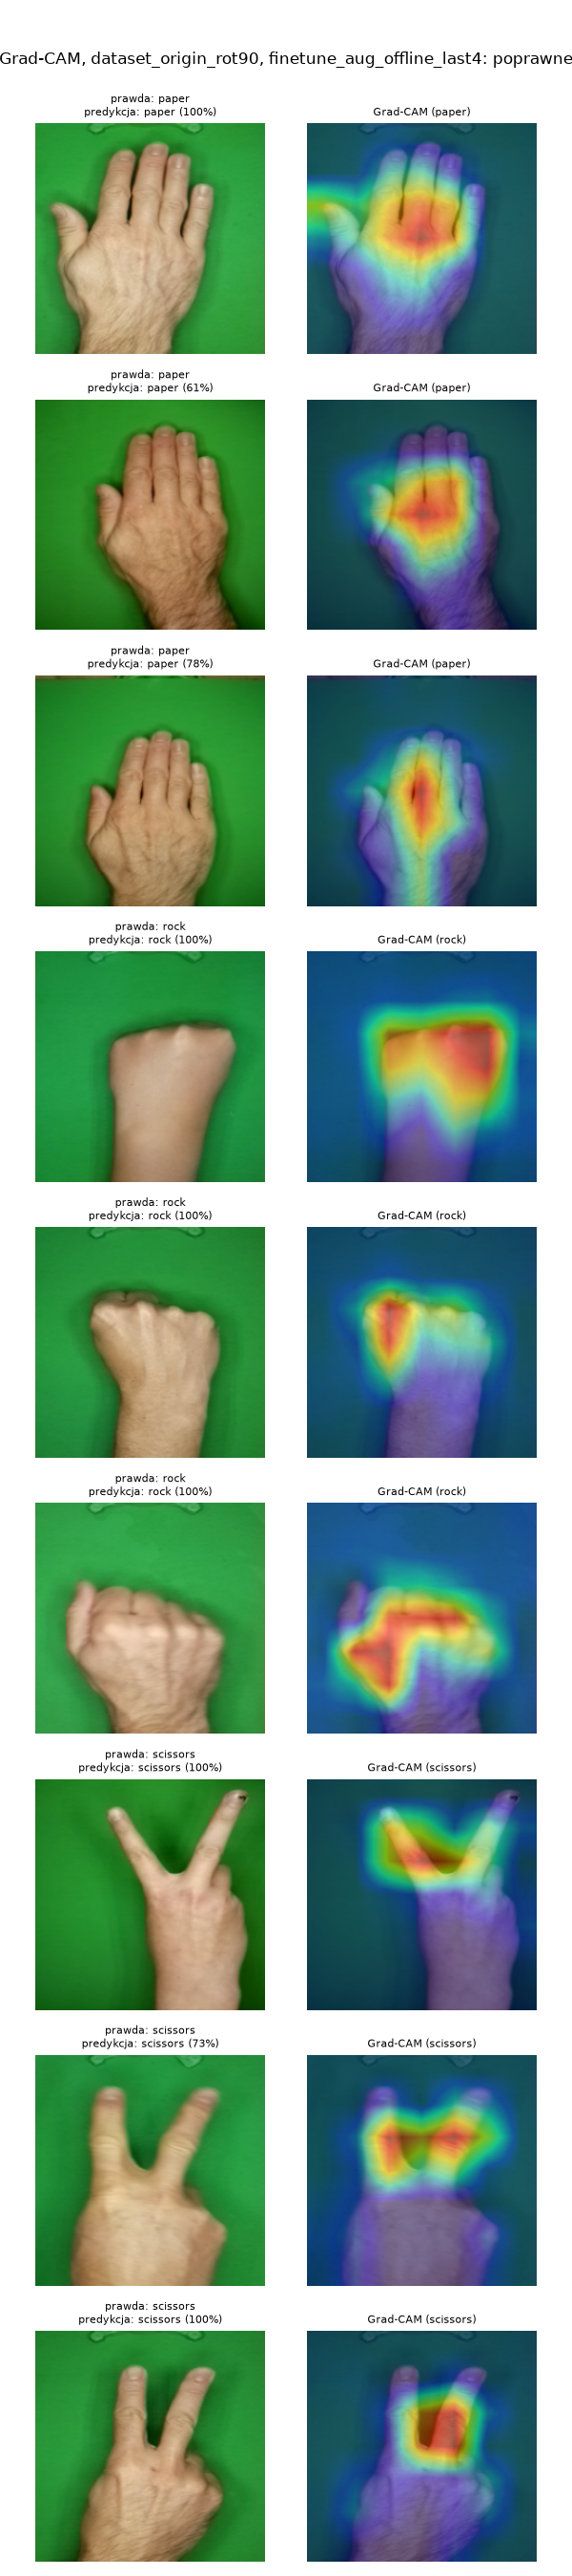 Grad-CAM, dataset_origin_rot90, finetune_aug_offline_last4: poprawne
prawda: paper
predykcja: paper (100%)
Grad-CAM (paper)
prawda: paper
predykcja: paper (61%)
Grad-CAM (paper)
prawda: paper
predykcja: paper (78%)
Grad-CAM (paper)
prawda: rock
predykcja: rock (100%)
Grad-CAM (rock)
prawda: rock
predykcja: rock (100%)
Grad-CAM (rock)
prawda: rock
predykcja: rock (100%)
Grad-CAM (rock)
prawda: scissors
predykcja: scissors (100%)
Grad-CAM (scissors)
prawda: scissors
predykcja: scissors (73%)
Grad-CAM (scissors)
prawda: scissors
predykcja: scissors (100%)
Grad-CAM (scissors)